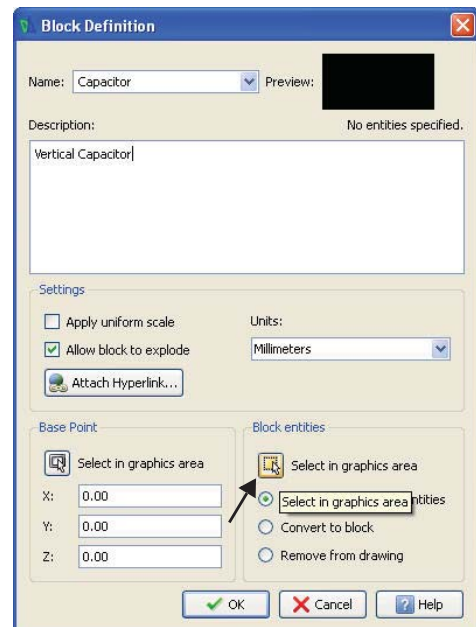 Block Definition
Name: Capacitor Preview:
Description: No entities specified.
Vertical Capacitor
Settings
Apply uniform scale
Allow block to explode
Attach Hyperlink...
Units:
Millimeters
Base Point
Select in graphics area
X: 0.00
Y: 0.00
Z: 0.00
Block entities
Select in graphics area
Select in graphics area
Convert to block
Remove from drawing
OK Cancel ? Help